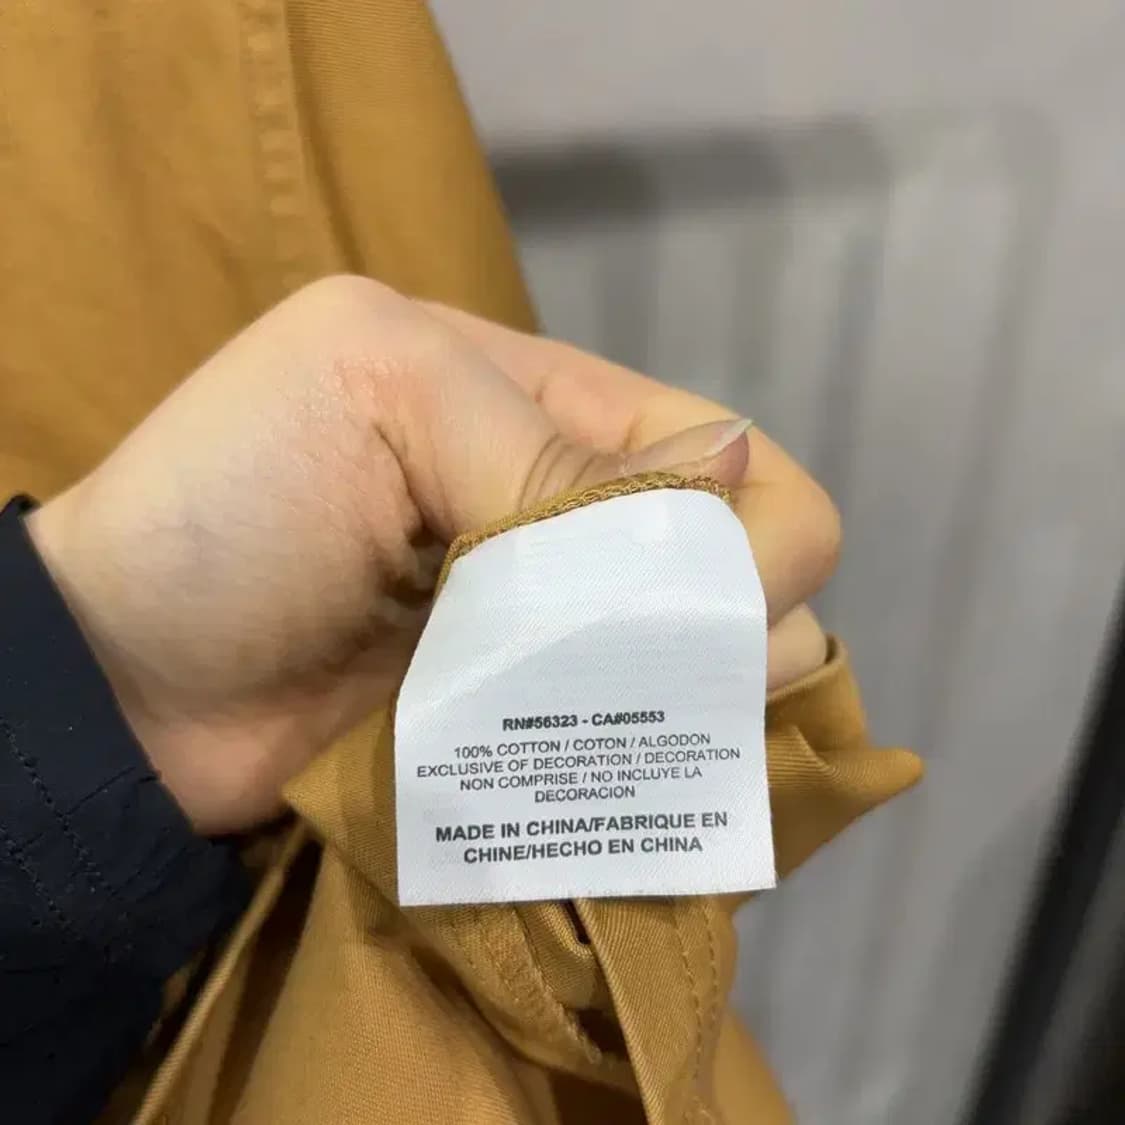 RN#56323 - CA#05553
100% COTTON / COTON / ALGODON
EXCLUSIVE OF DECORATION / DECORATION
NON COMPRISE / NO INCLUYE LA
DECORACION
MADE IN CHINA/FABRIQUE EN
CHINE/HECHO EN CHINA